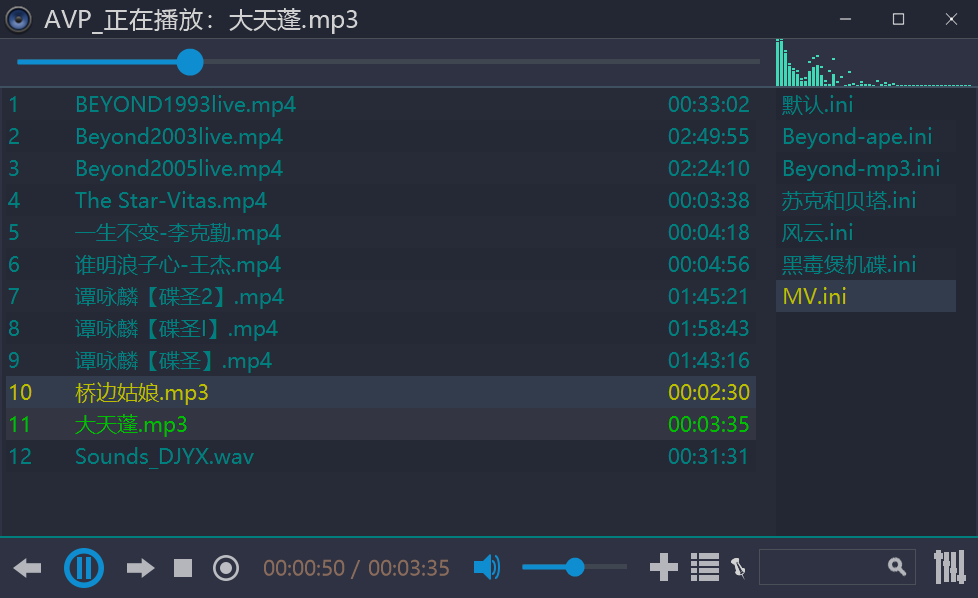 AVP_正在播放：大天蓬.mp3
1 BEYOND1993live.mp4 00:33:02
2 Beyond2003live.mp4 02:49:55
3 Beyond2005live.mp4 02:24:10
4 The Star-Vitas.mp4 00:03:38
5 一生不变-李克勤.mp4 00:04:18
6 谁明浪子心-王杰.mp4 00:04:56
7 谭咏麟【碟圣2】.mp4 01:45:21
8 谭咏麟【碟圣I】.mp4 01:58:43
9 谭咏麟【碟圣】.mp4 01:43:16
10 桥边姑娘.mp3 00:02:30
11 大天蓬.mp3 00:03:35
12 Sounds_DJYX.wav 00:31:31
默认.ini
Beyond-ape.ini
Beyond-mp3.ini
苏克和贝塔.ini
风云.ini
黑毒煲机碟.ini
MV.ini
00:00:50 / 00:03:35